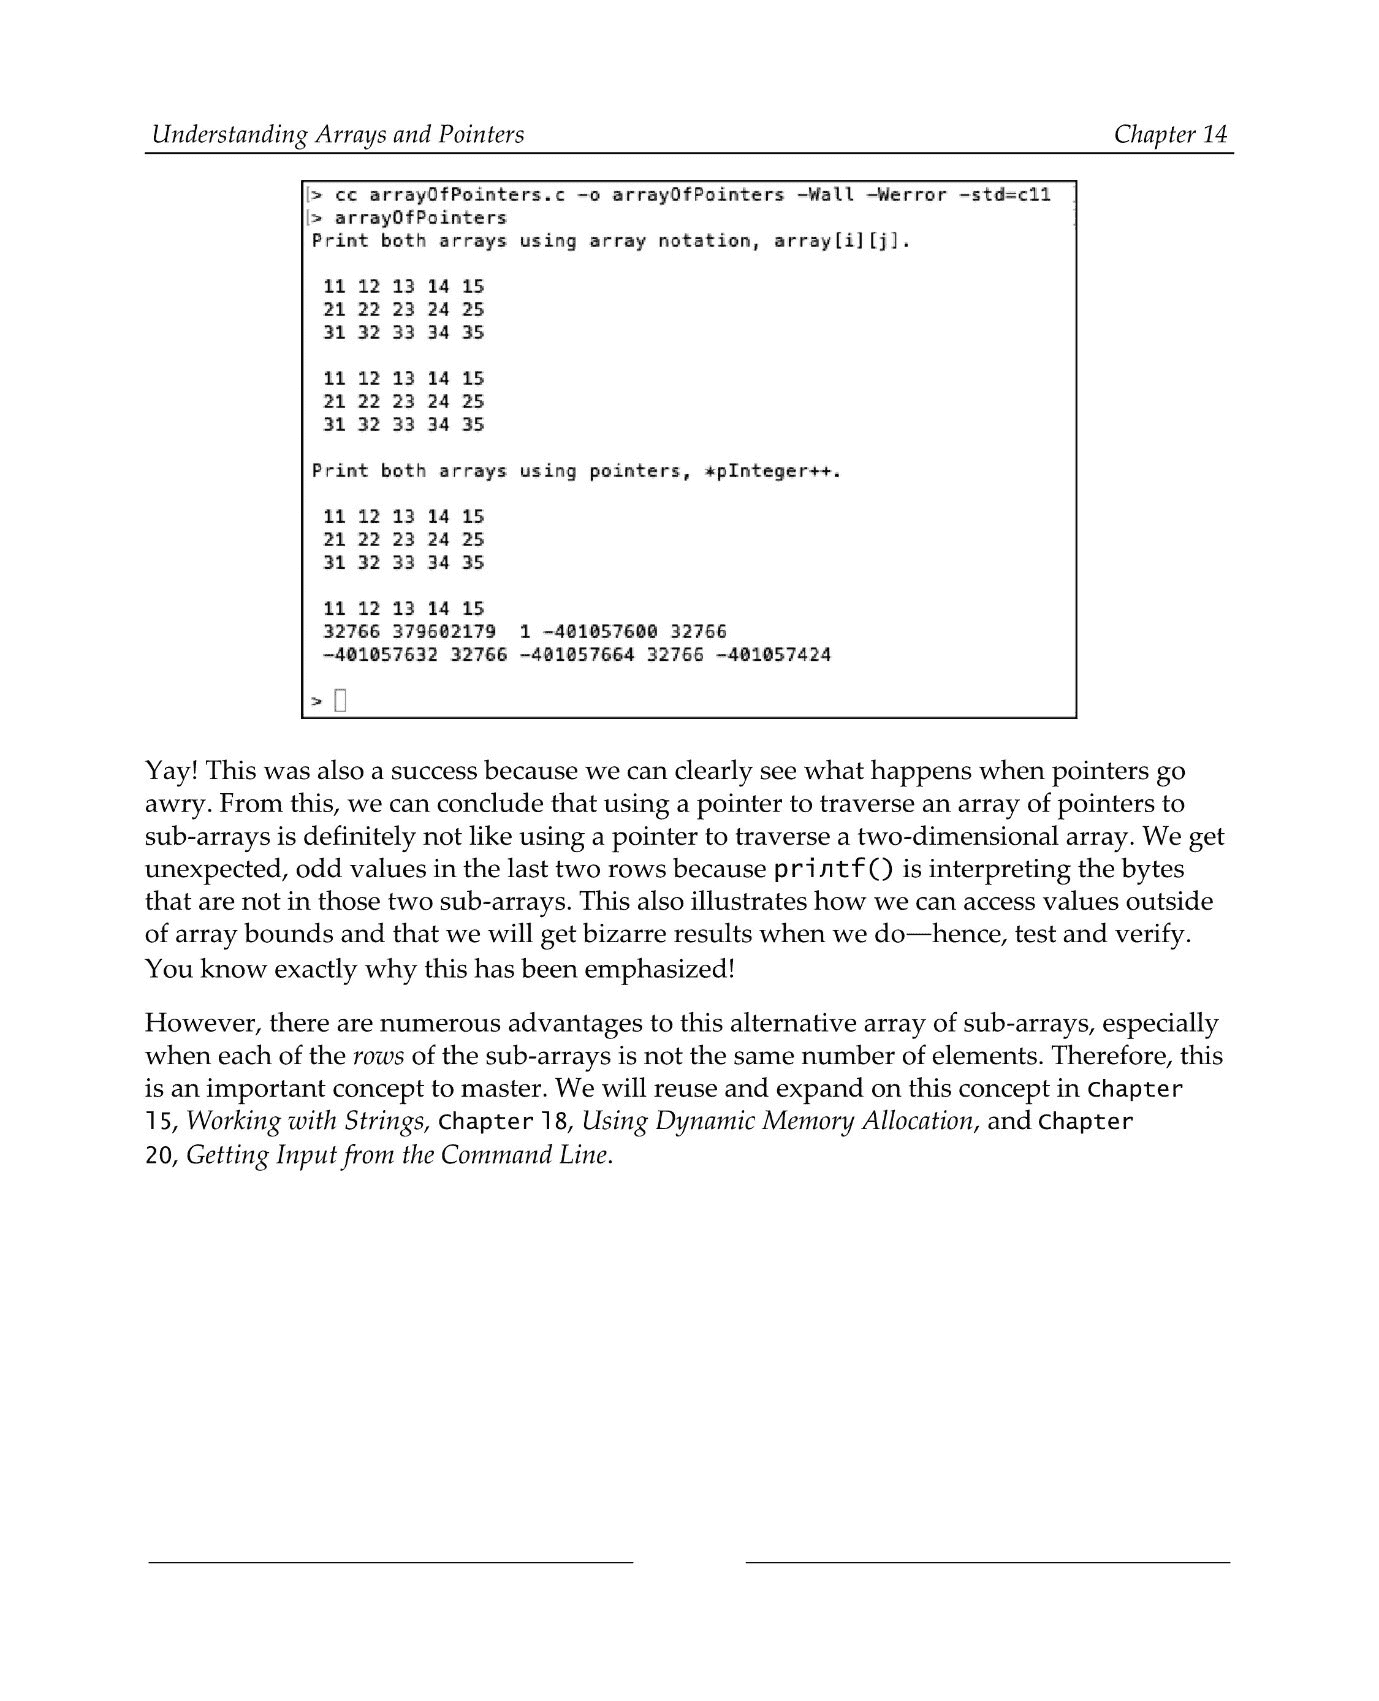 Understanding Arrays and Pointers Chapter 14
> cc arrayOfPointers.c -o arrayOfPointers -Wall -Werror -std=c11
> arrayOfPointers
Print both arrays using array notation, array[i][j].
11 12 13 14 15
21 22 23 24 25
31 32 33 34 35
11 12 13 14 15
21 22 23 24 25
31 32 33 34 35
Print both arrays using pointers, *pInteger++.
11 12 13 14 15
21 22 23 24 25
31 32 33 34 35
11 12 13 14 15
32766 379602179 1 -401057600 32766
-401057632 32766 -401057664 32766 -401057424
>
Yay! This was also a success because we can clearly see what happens when pointers go
awry. From this, we can conclude that using a pointer to traverse an array of pointers to
sub-arrays is definitely not like using a pointer to traverse a two-dimensional array. We get
unexpected, odd values in the last two rows because printf() is interpreting the bytes
that are not in those two sub-arrays. This also illustrates how we can access values outside
of array bounds and that we will get bizarre results when we do—hence, test and verify.
You know exactly why this has been emphasized!
However, there are numerous advantages to this alternative array of sub-arrays, especially
when each of the rows of the sub-arrays is not the same number of elements. Therefore, this
is an important concept to master. We will reuse and expand on this concept in Chapter
15, Working with Strings, Chapter 18, Using Dynamic Memory Allocation, and Chapter
20, Getting Input from the Command Line.